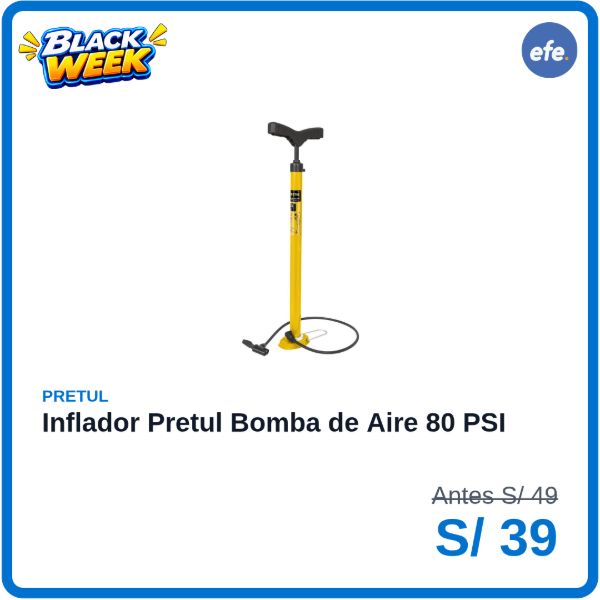 BLACK
WEEK
efe.
PRETUL
Inflador Pretul Bomba de Aire 80 PSI
Antes S/ 49
S/ 39